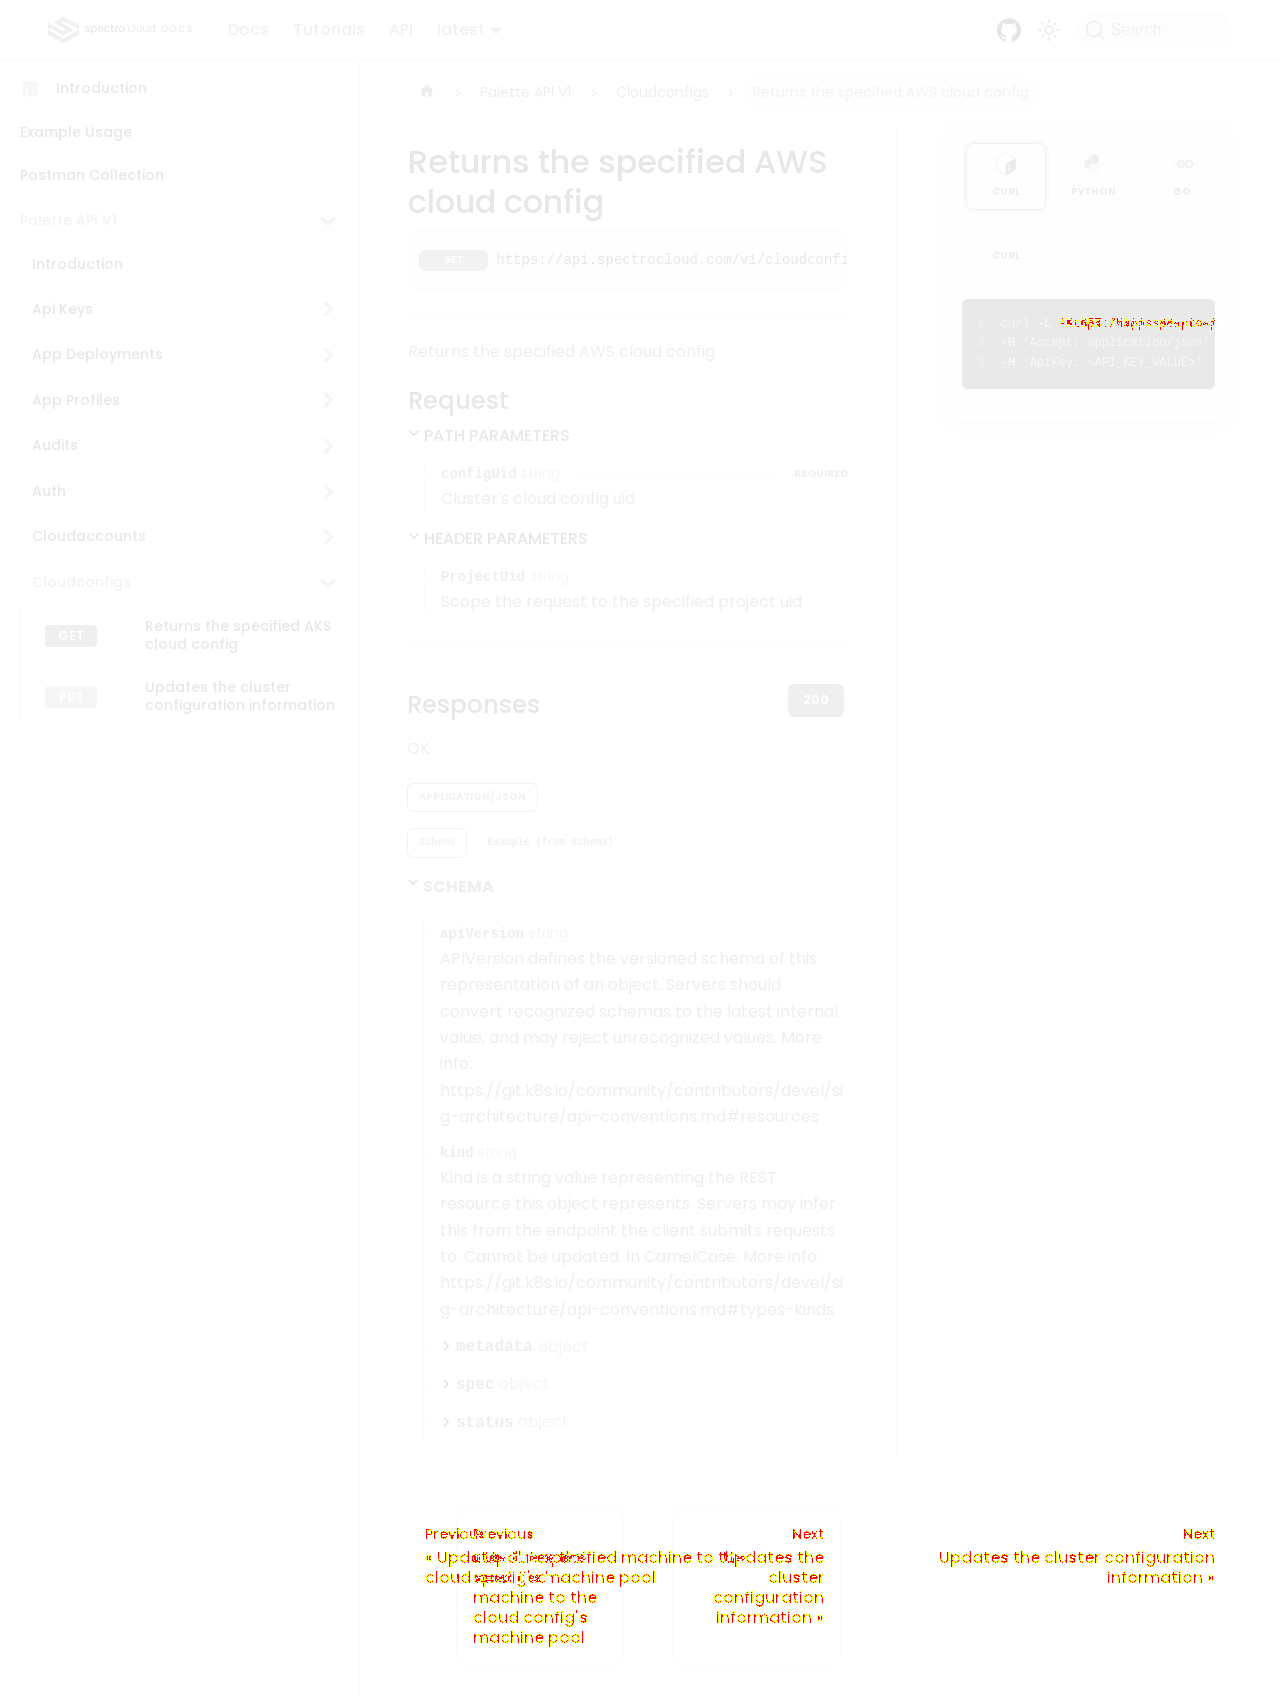 spectro cloud DOCS Docs Tutorials API latest Search
Introduction
Example Usage
Postman Collection
Palette API V1
Introduction
Api Keys
App Deployments
App Profiles
Audits
Auth
Cloudaccounts
Cloudconfigs
GET Returns the specified AKS
cloud config
PUT Updates the cluster
configuration information
Palette API V1 Cloudconfigs Returns the specified AWS cloud config
Returns the specified AWS
cloud config
GET https://api.spectrocloud.com/v1/cloudconfi
Returns the specified AWS cloud config
Request
PATH PARAMETERS
configUid string REQUIRED
Cluster's cloud config uid
HEADER PARAMETERS
ProjectUid string
Scope the request to the specified project uid
Responses 200
OK
APPLICATION/JSON
Schema Example (from schema)
SCHEMA
apiVersion string
APIVersion defines the versioned schema of this
representation of an object. Servers should
convert recognized schemas to the latest internal
value, and may reject unrecognized values. More
info:
https://git.k8s.io/community/contributors/devel/si
g-architecture/api-conventions.md#resources
kind string
Kind is a string value representing the REST
resource this object represents. Servers may infer
this from the endpoint the client submits requests
to. Cannot be updated. In CamelCase. More info:
https://git.k8s.io/community/contributors/devel/si
g-architecture/api-conventions.md#types-kinds
metadata object
spec object
status object
CURL PYTHON GO
CURL
1 curl -L
2 -H 'Accept: application/json'
3 -H 'ApiKey: <API_KEY_VALUE>'
Previous
Previous
machine to the
cloud config's
machine pool
Next
Updates the
cluster
configuration
information »
Next
Updates the cluster configuration
information »